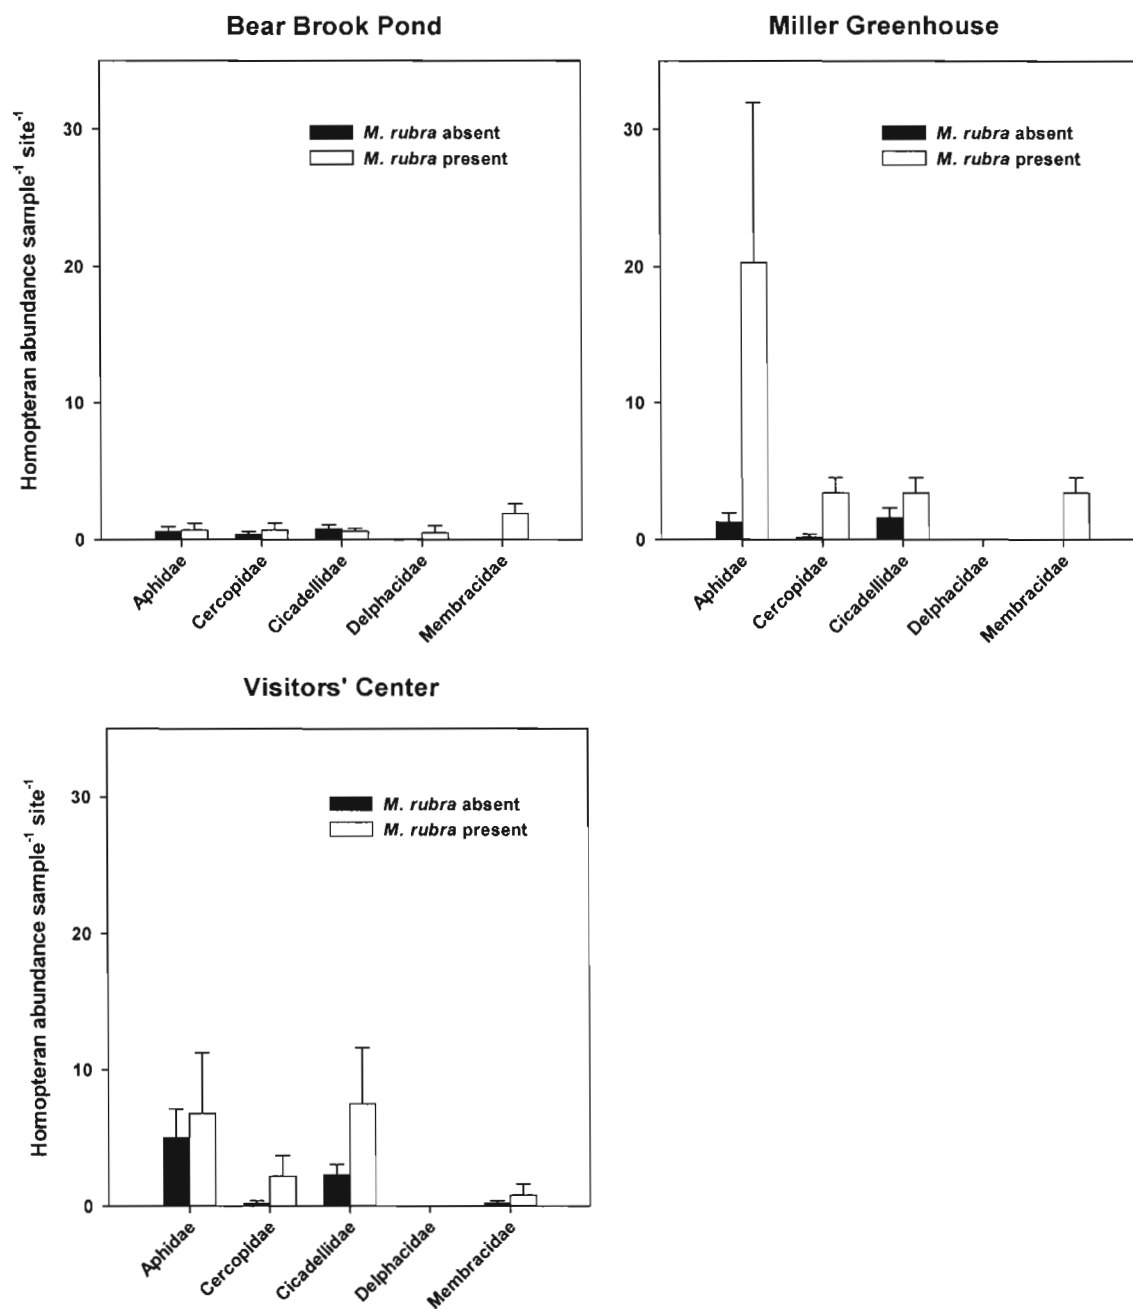 Bear Brook Pond
Homopteran abundance sample⁻¹ site⁻¹
30
20
10
0
M. rubra absent
M. rubra present
Aphidae
Cercopidae
Cicadellidae
Delphacidae
Membracidae
Miller Greenhouse
30
20
10
0
M. rubra absent
M. rubra present
Aphidae
Cercopidae
Cicadellidae
Delphacidae
Membracidae
Visitors' Center
Homopteran abundance sample⁻¹ site⁻¹
30
20
10
0
M. rubra absent
M. rubra present
Aphidae
Cercopidae
Cicadellidae
Delphacidae
Membracidae